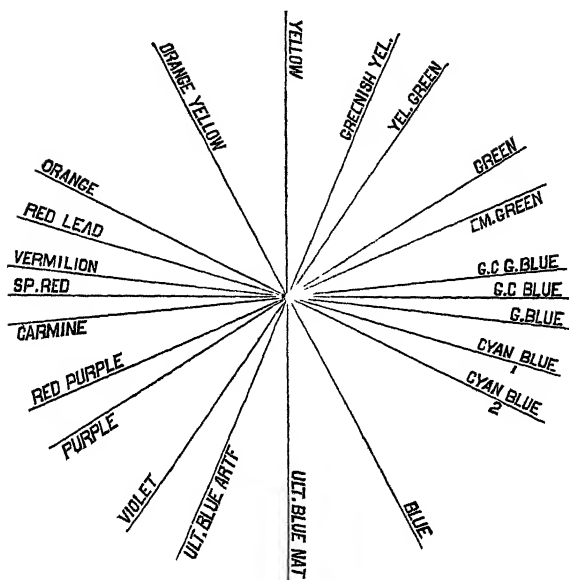 YELLOW
GREENISH YEL.
YEL. GREEN
GREEN
EM. GREEN
G.C G.BLUE
G.C BLUE
G.BLUE
CYAN BLUE
1
CYAN BLUE
2
BLUE
ULT. BLUE NAT
ULT. BLUE ARTF
VIOLET
PURPLE
RED PURPLE
CARMINE
SP. RED
VERMILION
RED LEAD
ORANGE
ORANGE YELLOW